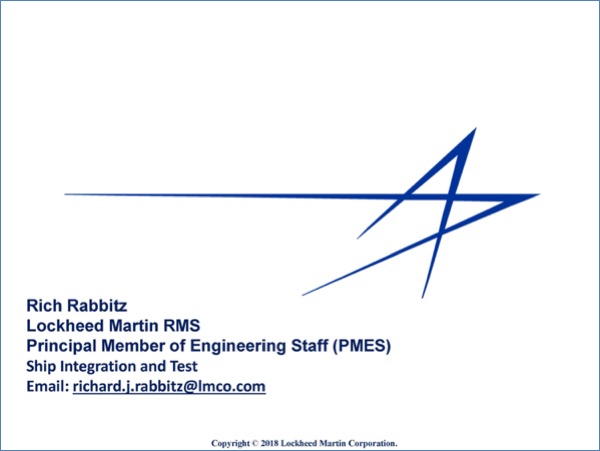 Rich Rabbitz
Lockheed Martin RMS
Principal Member of Engineering Staff (PMES)
Ship Integration and Test
Email: richard.j.rabbitz@lmco.com
Copyright © 2018 Lockheed Martin Corporation.